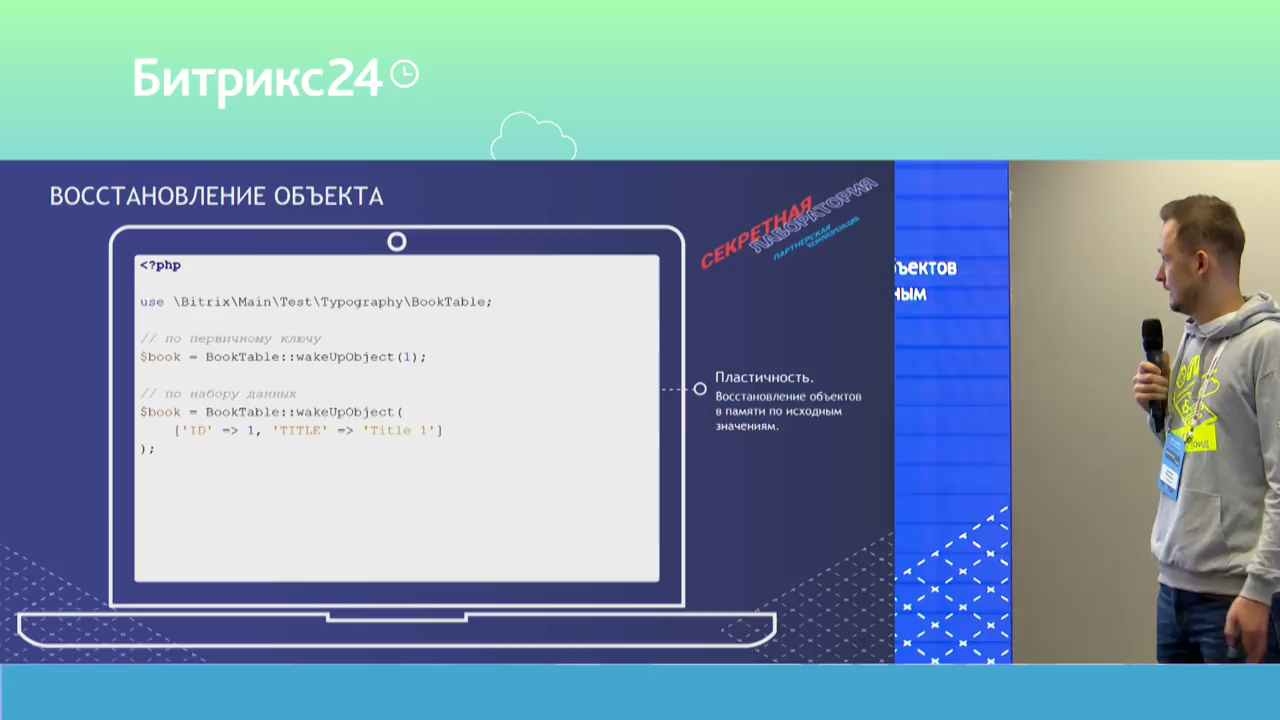 Битрикс24
ВОССТАНОВЛЕНИЕ ОБЪЕКТА
СЕКРЕТНАЯ
ЛАБОРАТОРИЯ
ПАРТНЕРСКАЯ
<?php
use \Bitrix\Main\Test\Typography\BookTable;
// по первичному ключу
$book = BookTable::wakeUpObject(1);
// по набору данных
$book = BookTable::wakeUpObject(
['ID' => 1, 'TITLE' => 'Title 1']
);
Пластичность.
Восстановление объектов
в памяти по исходным
значениям.
ъектов
ным